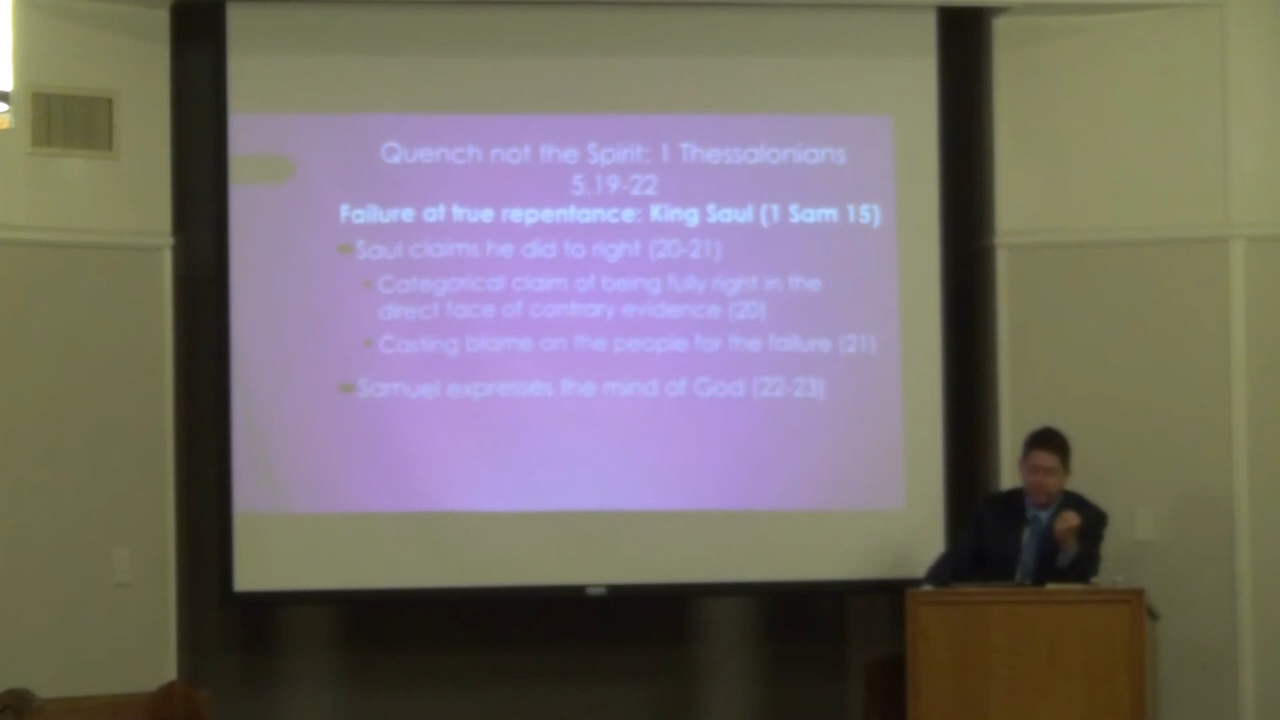 Quench not the Spirit: 1 Thessalonians
5.19-22
Failure at true repentance: King Saul (1 Sam 15)
Saul claims he did to right (20-21)
Categorical claim of being fully right in the
direct face of contrary evidence (20)
Casting blame on the people for the failure (21)
Samuel expresses the mind of God (22-23)